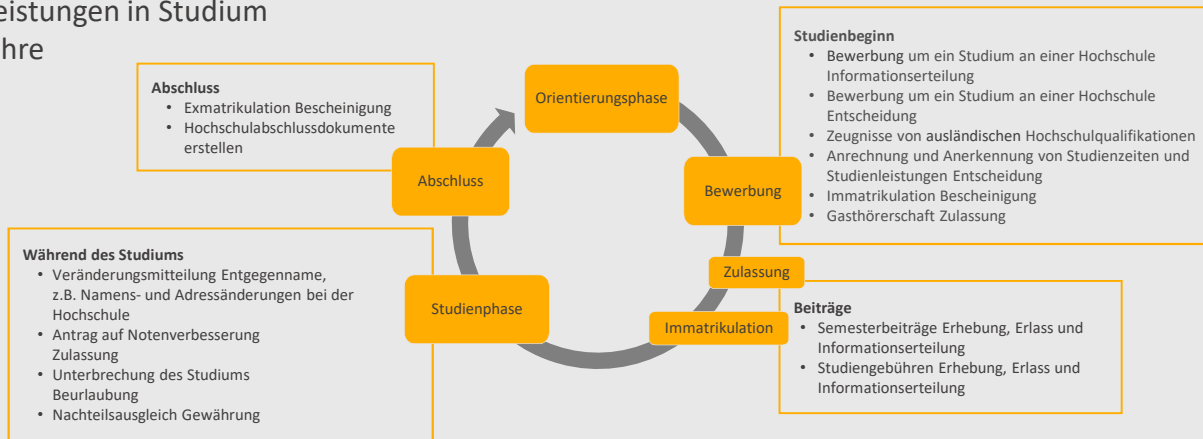 eistungen in Studium
hre
Studienbeginn
• Bewerbung um ein Studium an einer Hochschule
Informationserteilung
• Bewerbung um ein Studium an einer Hochschule
Entscheidung
• Zeugnisse von ausländischen Hochschulqualifikationen
• Anrechnung und Anerkennung von Studienzeiten und
Studienleistungen Entscheidung
• Immatrikulation Bescheinigung
• Gasthörerschaft Zulassung
Abschluss
• Exmatrikulation Bescheinigung
• Hochschulabschlussdokumente
erstellen
Orientierungsphase
Bewerbung
Zulassung
Immatrikulation
Studienphase
Abschluss
Während des Studiums
• Veränderungsmitteilung Entgegenname,
z.B. Namens- und Adressänderungen bei der
Hochschule
• Antrag auf Notenverbesserung
Zulassung
• Unterbrechung des Studiums
Beurlaubung
• Nachteilsausgleich Gewährung
Beiträge
• Semesterbeiträge Erhebung, Erlass und
Informationserteilung
• Studiengebühren Erhebung, Erlass und
Informationserteilung